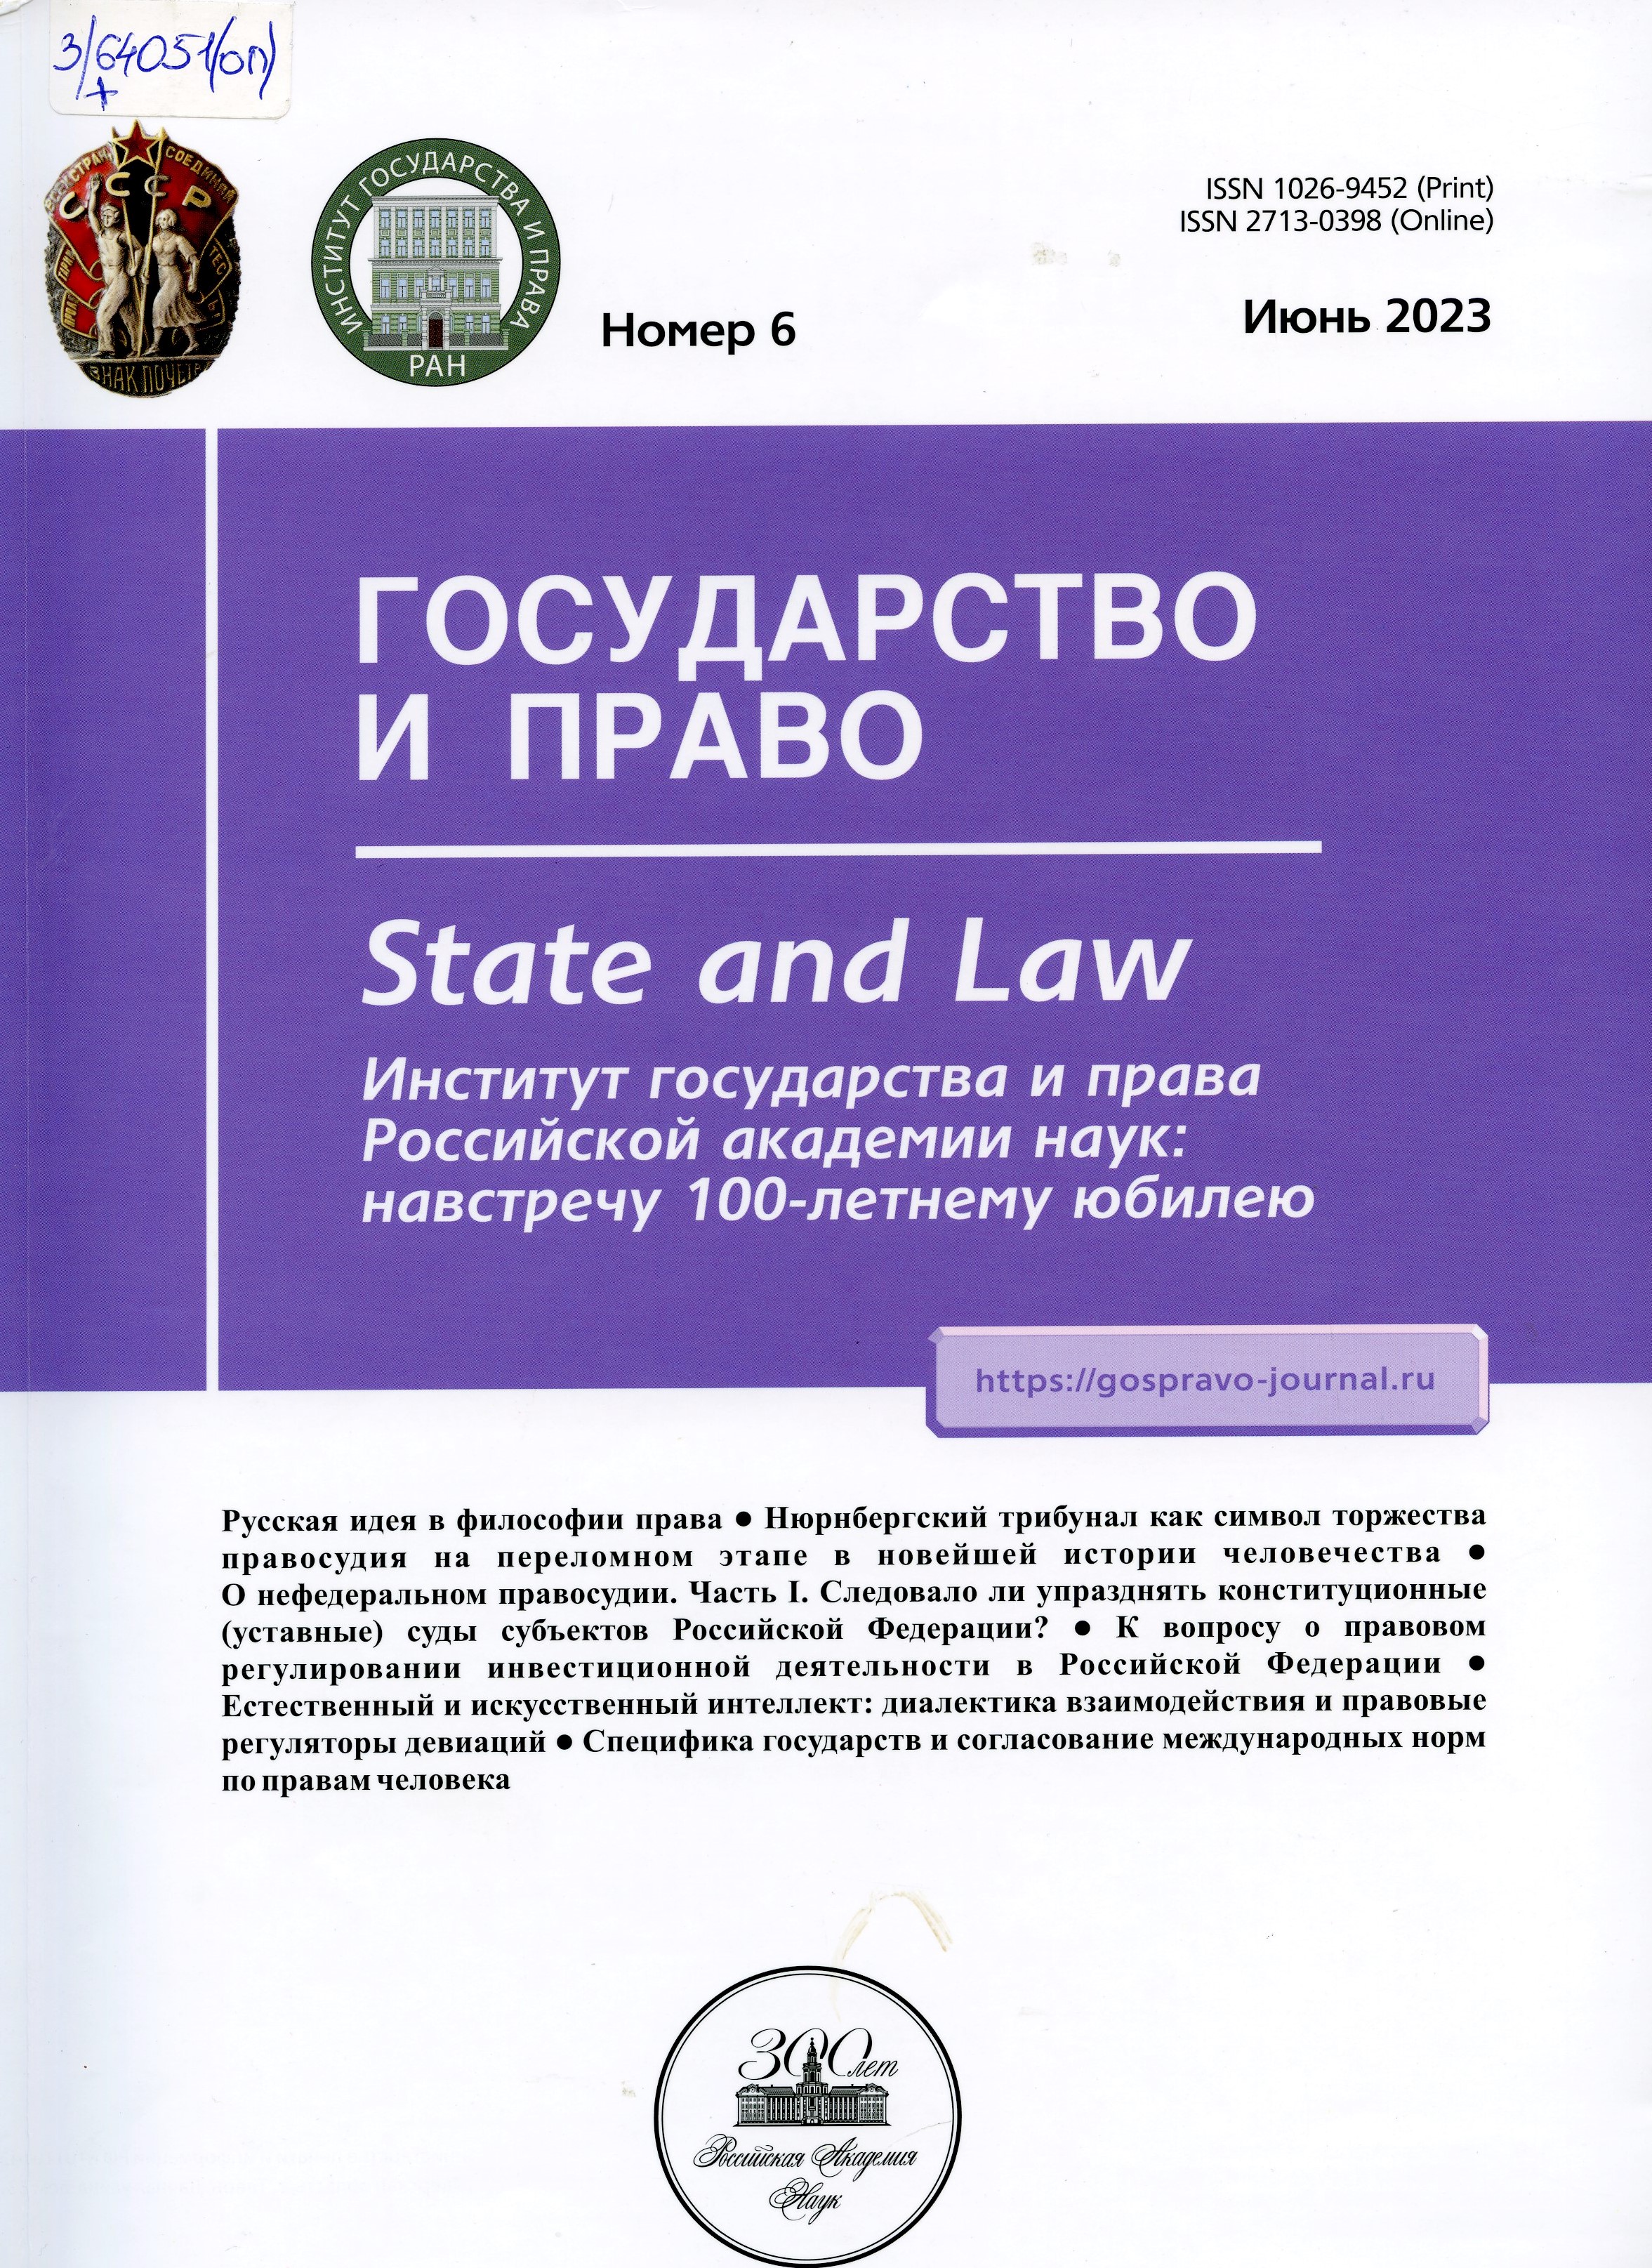 3/64051(оп)
+
ВСЕХ СТРАН СОЕДИНЯЙ
СССР
ПРОЛЕ ТАРИИ ТЕСЬ!
ЗНАК ПОЧЕТА
ИНСТИТУТ ГОСУДАРСТВА И ПРАВА
РАН
ISSN 1026-9452 (Print)
ISSN 2713-0398 (Online)
Номер 6
Июнь 2023
ГОСУДАРСТВО
И ПРАВО
State and Law
Институт государства и права
Российской академии наук:
навстречу 100-летнему юбилею
https://gospravo-journal.ru
Русская идея в философии права ● Нюрнбергский трибунал как символ торжества
правосудия на переломном этапе в новейшей истории человечества ●
О нефедеральном правосудии. Часть I. Следовало ли упразднять конституционные
(уставные) суды субъектов Российской Федерации? ● К вопросу о правовом
регулировании инвестиционной деятельности в Российской Федерации ●
Естественный и искусственный интеллект: диалектика взаимодействия и правовые
регуляторы девиаций ● Специфика государств и согласование международных норм
по правам человека
300 лет
Российская Академия
Наук